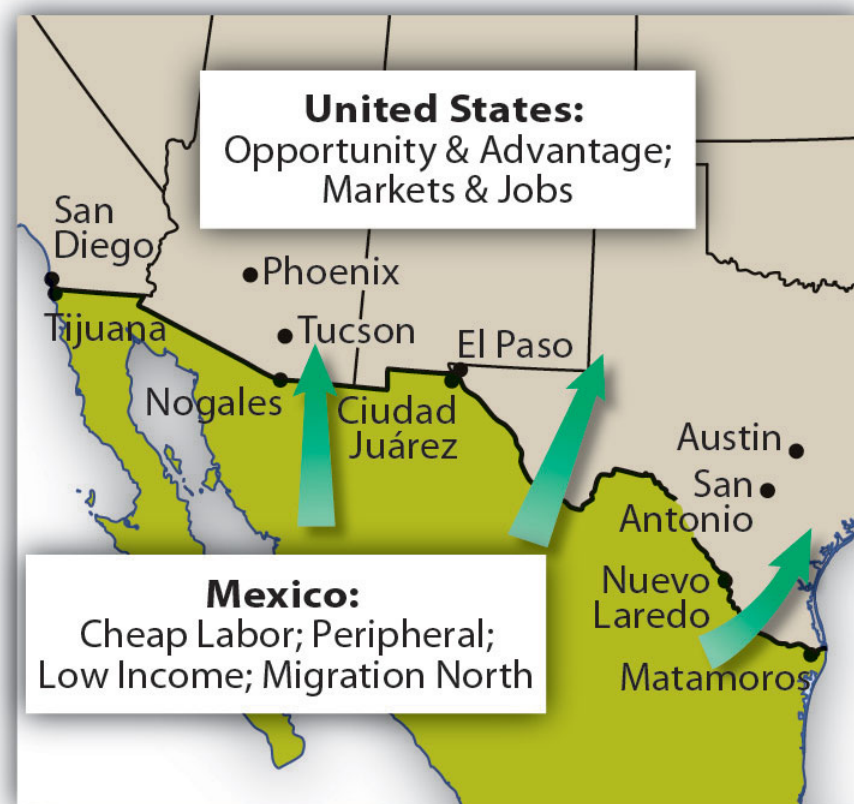 United States:
Opportunity & Advantage;
Markets & Jobs
San
Diego
Phoenix
Tijuana
Tucson
El Paso
Nogales
Ciudad
Juárez
Austin
San
Antonio
Mexico:
Cheap Labor; Peripheral;
Low Income; Migration North
Nuevo
Laredo
Matamoros